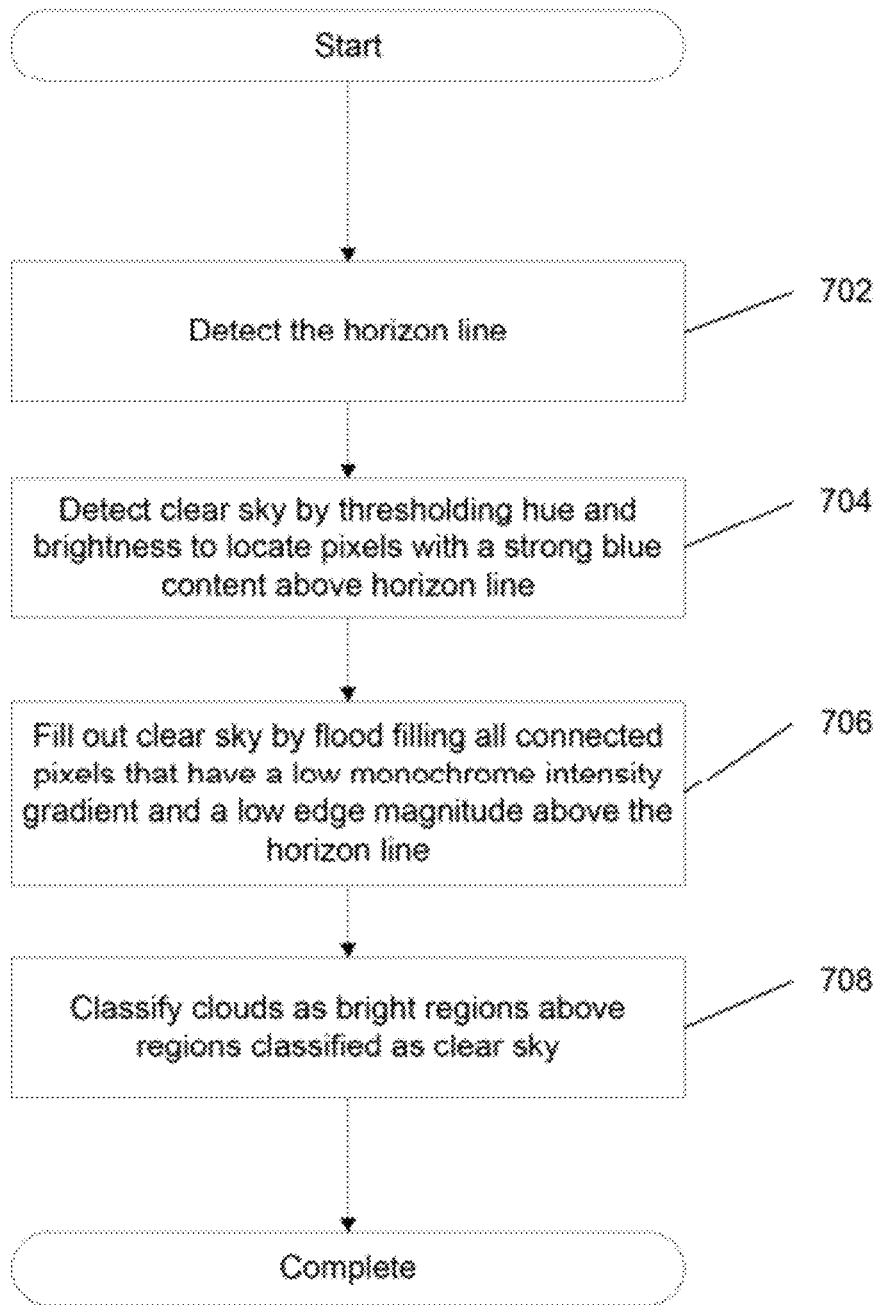 Start
702
Detect the horizon line
704
Detect clear sky by thresholding hue and
brightness to locate pixels with a strong blue
content above horizon line
706
Fill out clear sky by flood filling all connected
pixels that have a low monochrome intensity
gradient and a low edge magnitude above the
horizon line
708
Classify clouds as bright regions above
regions classified as clear sky
Complete